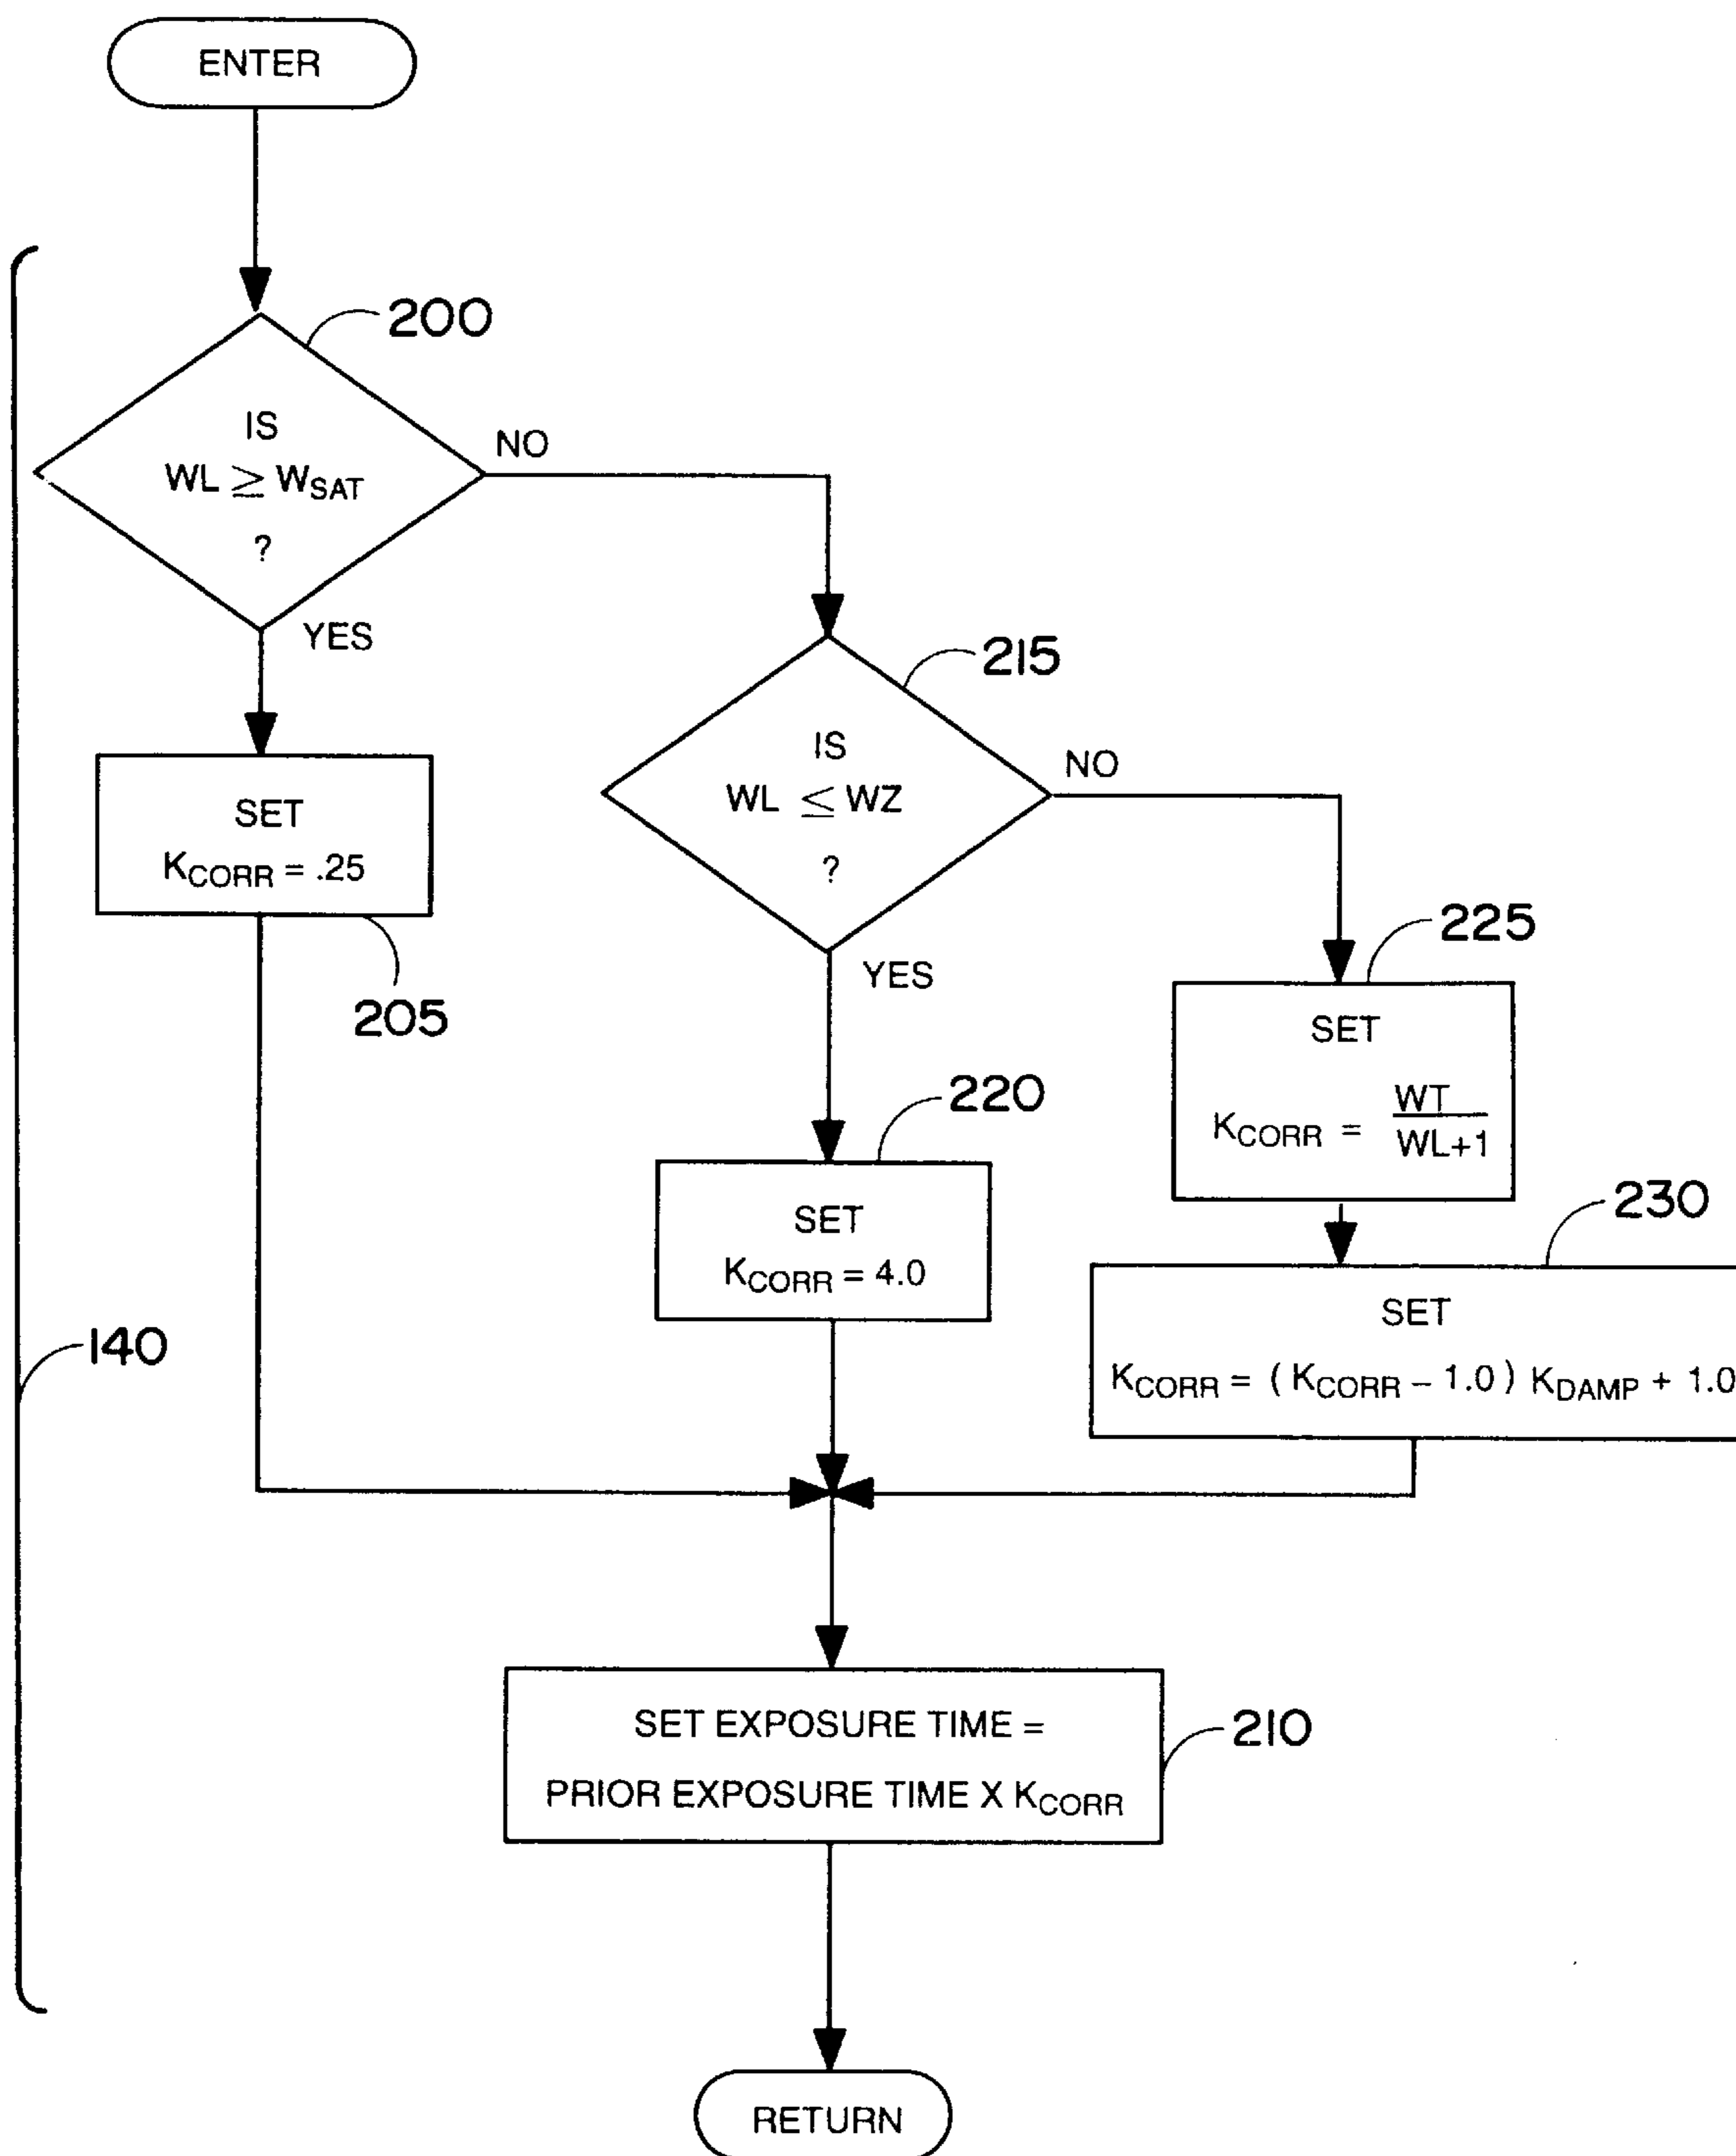 ENTER
200
IS
WL ≥ WSAT
?
NO
YES
215
IS
WL ≤ WZ
?
NO
YES
SET
KCORR = .25
205
225
SET
KCORR = WT
WL+1
220
SET
KCORR = 4.0
230
SET
KCORR = (KCORR – 1.0) KDAMP + 1.0
140
SET EXPOSURE TIME =
PRIOR EXPOSURE TIME X KCORR
210
RETURN